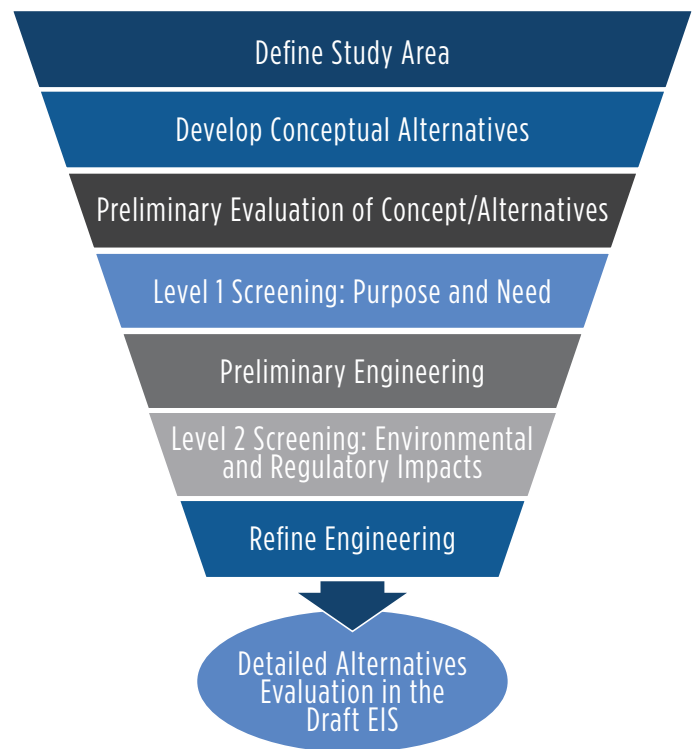 Define Study Area
Develop Conceptual Alternatives
Preliminary Evaluation of Concept/Alternatives
Level 1 Screening: Purpose and Need
Preliminary Engineering
Level 2 Screening: Environmental
and Regulatory Impacts
Refine Engineering
Detailed Alternatives
Evaluation in the
Draft EIS